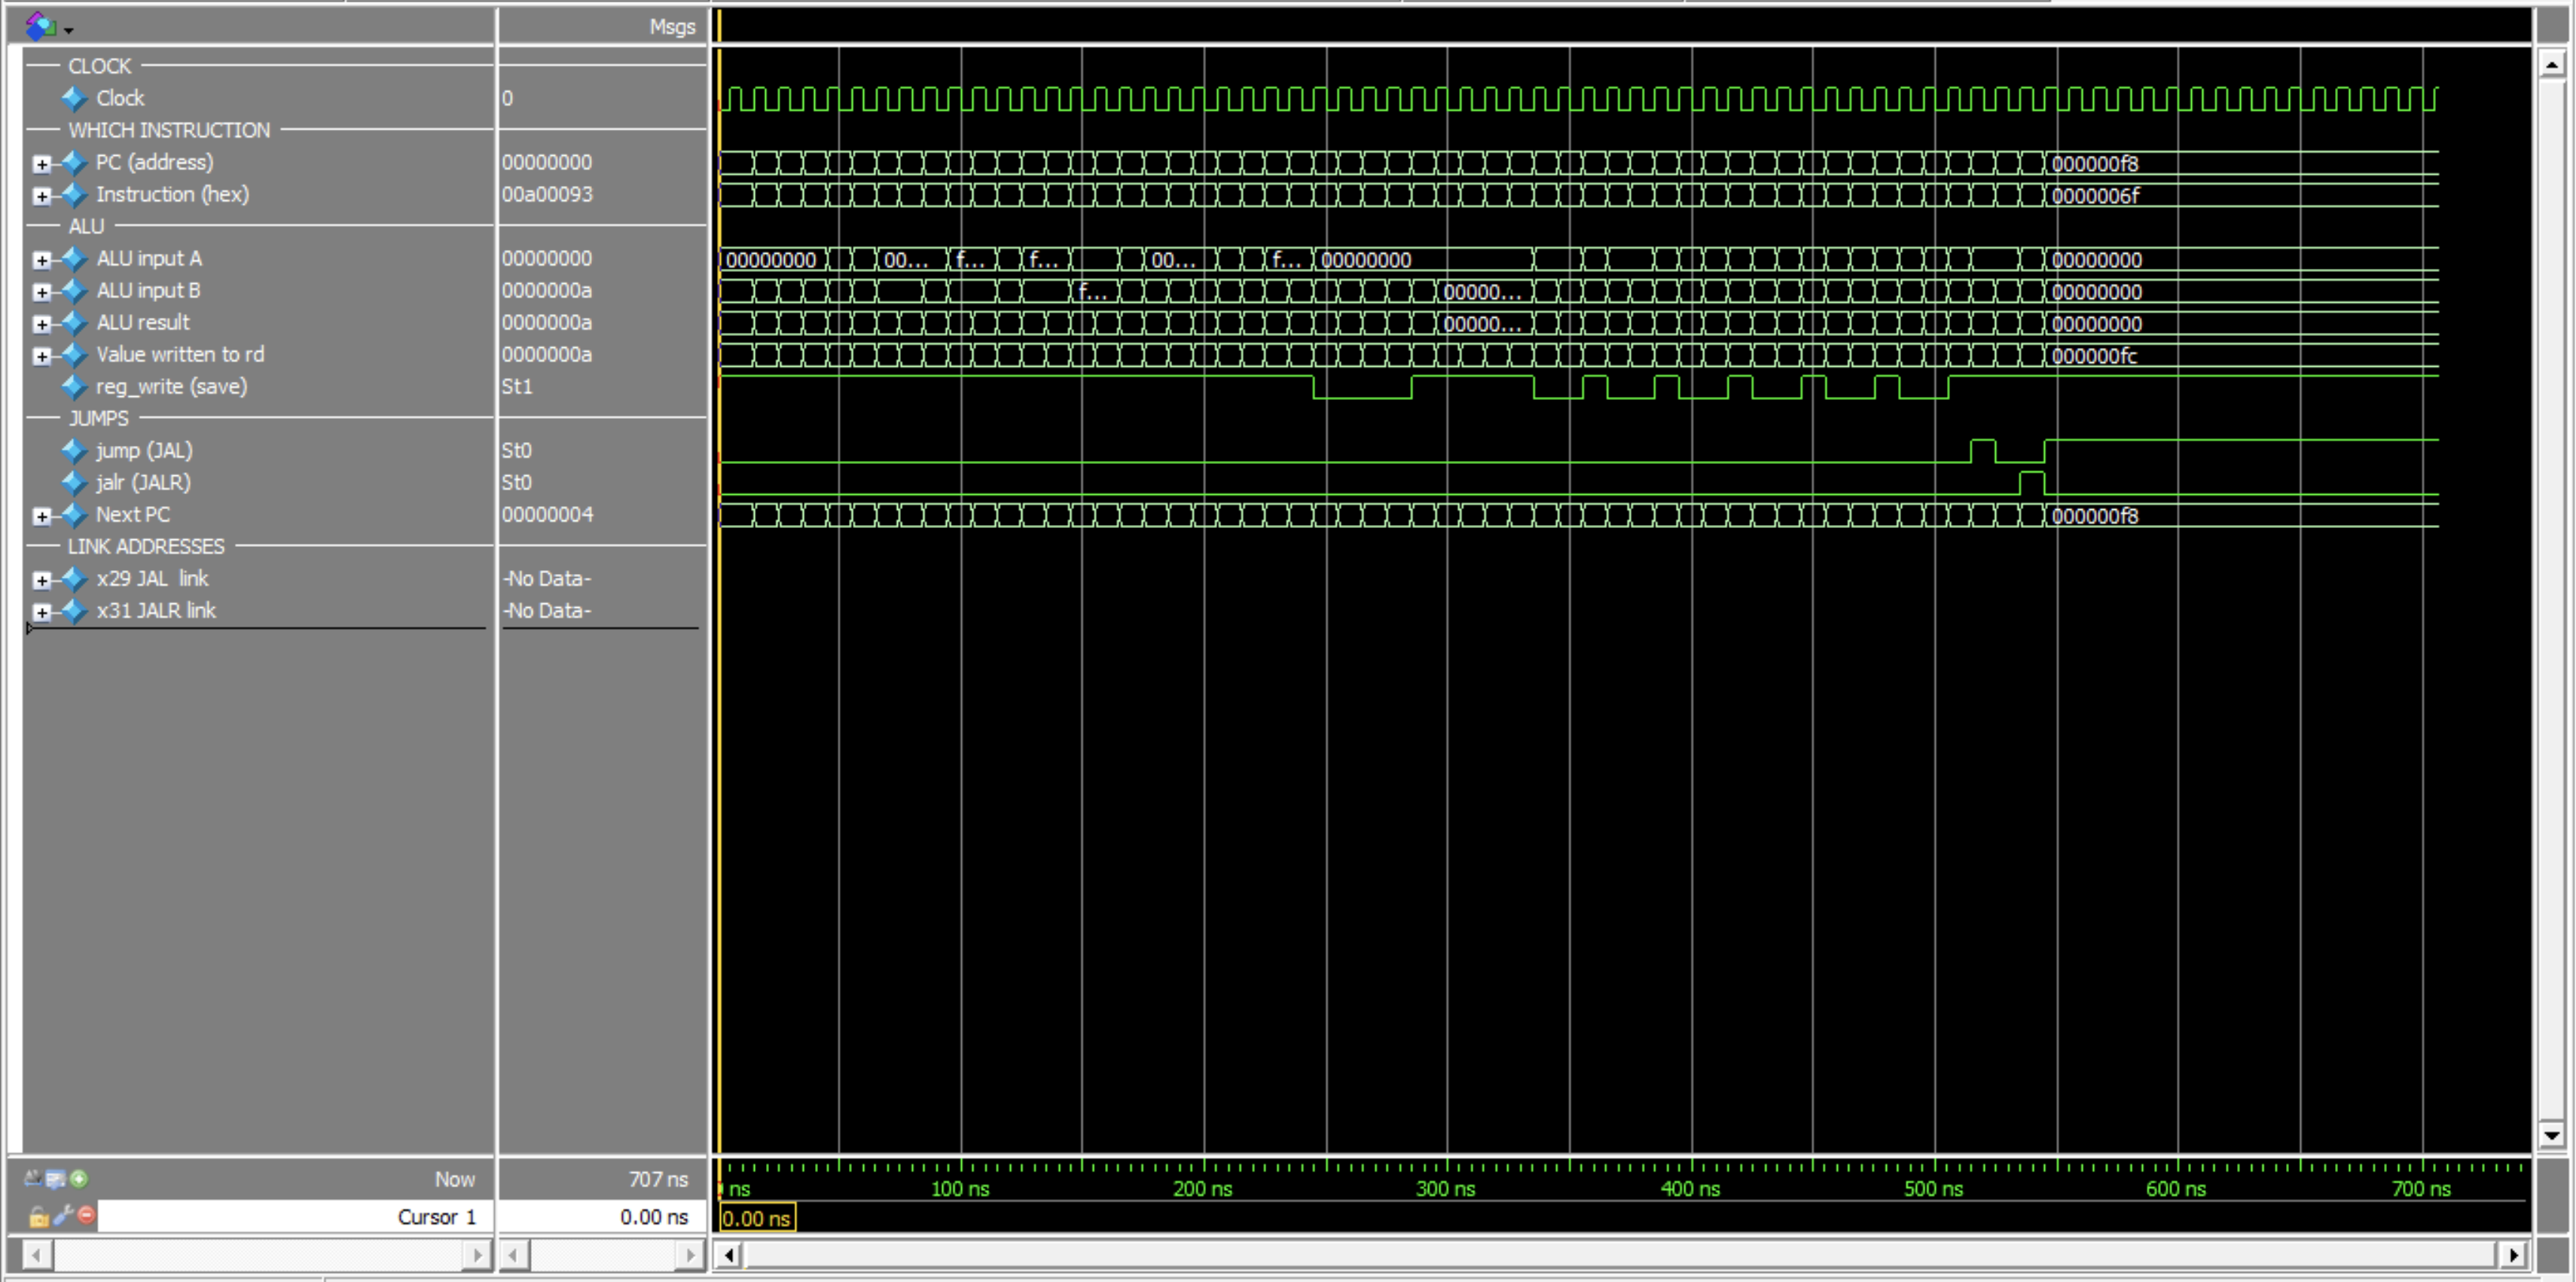 Msgs
CLOCK
Clock 0
WHICH INSTRUCTION
PC (address) 00000000 000000f8
Instruction (hex) 00a00093 0000006f
ALU
ALU input A 00000000 00000000 00... f... f... 00... f... 00000000 00000000
ALU input B 0000000a f... 00000... 00000000
ALU result 0000000a 00000... 00000000
Value written to rd 0000000a 000000fc
reg_write (save) St1
JUMPS
jump (JAL) St0
jalr (JALR) St0
Next PC 00000004 000000f8
LINK ADDRESSES
x29 JAL link -No Data-
x31 JALR link -No Data-
Now 707 ns ns 100 ns 200 ns 300 ns 400 ns 500 ns 600 ns 700 ns
Cursor 1 0.00 ns 0.00 ns